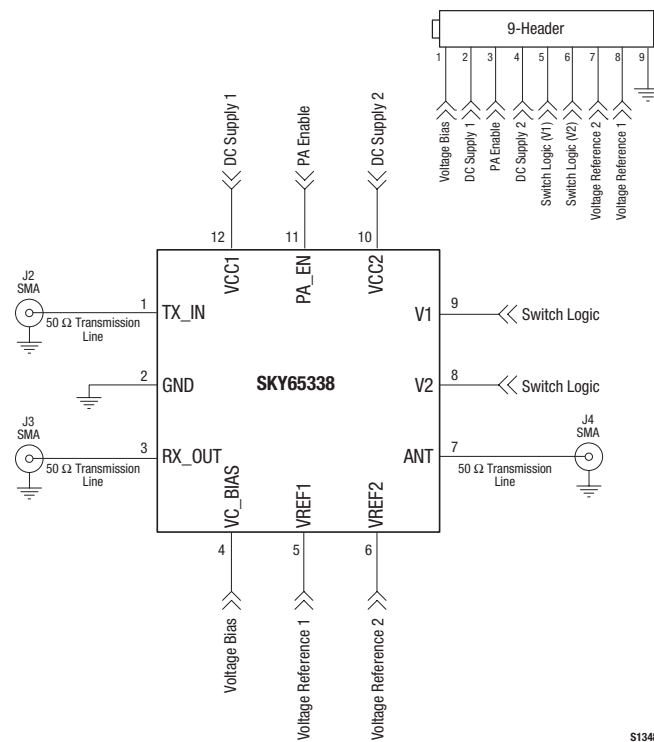 9-Header
1 2 3 4 5 6 7 8 9
Voltage Bias
DC Supply 1
PA Enable
DC Supply 2
Switch Logic (V1)
Switch Logic (V2)
Voltage Reference 2
Voltage Reference 1
DC Supply 1
PA Enable
DC Supply 2
12
11
10
VCC1
PA_EN
VCC2
J2
SMA
50 Ω Transmission
Line
1
TX_IN
V1
9
Switch Logic
2
GND
SKY65338
V2
8
Switch Logic
J3
SMA
50 Ω Transmission
Line
3
RX_OUT
ANT
7
50 Ω Transmission
Line
J4
SMA
VC_BIAS
VREF1
VREF2
4
5
6
Voltage Bias
Voltage Reference 1
Voltage Reference 2
S1348